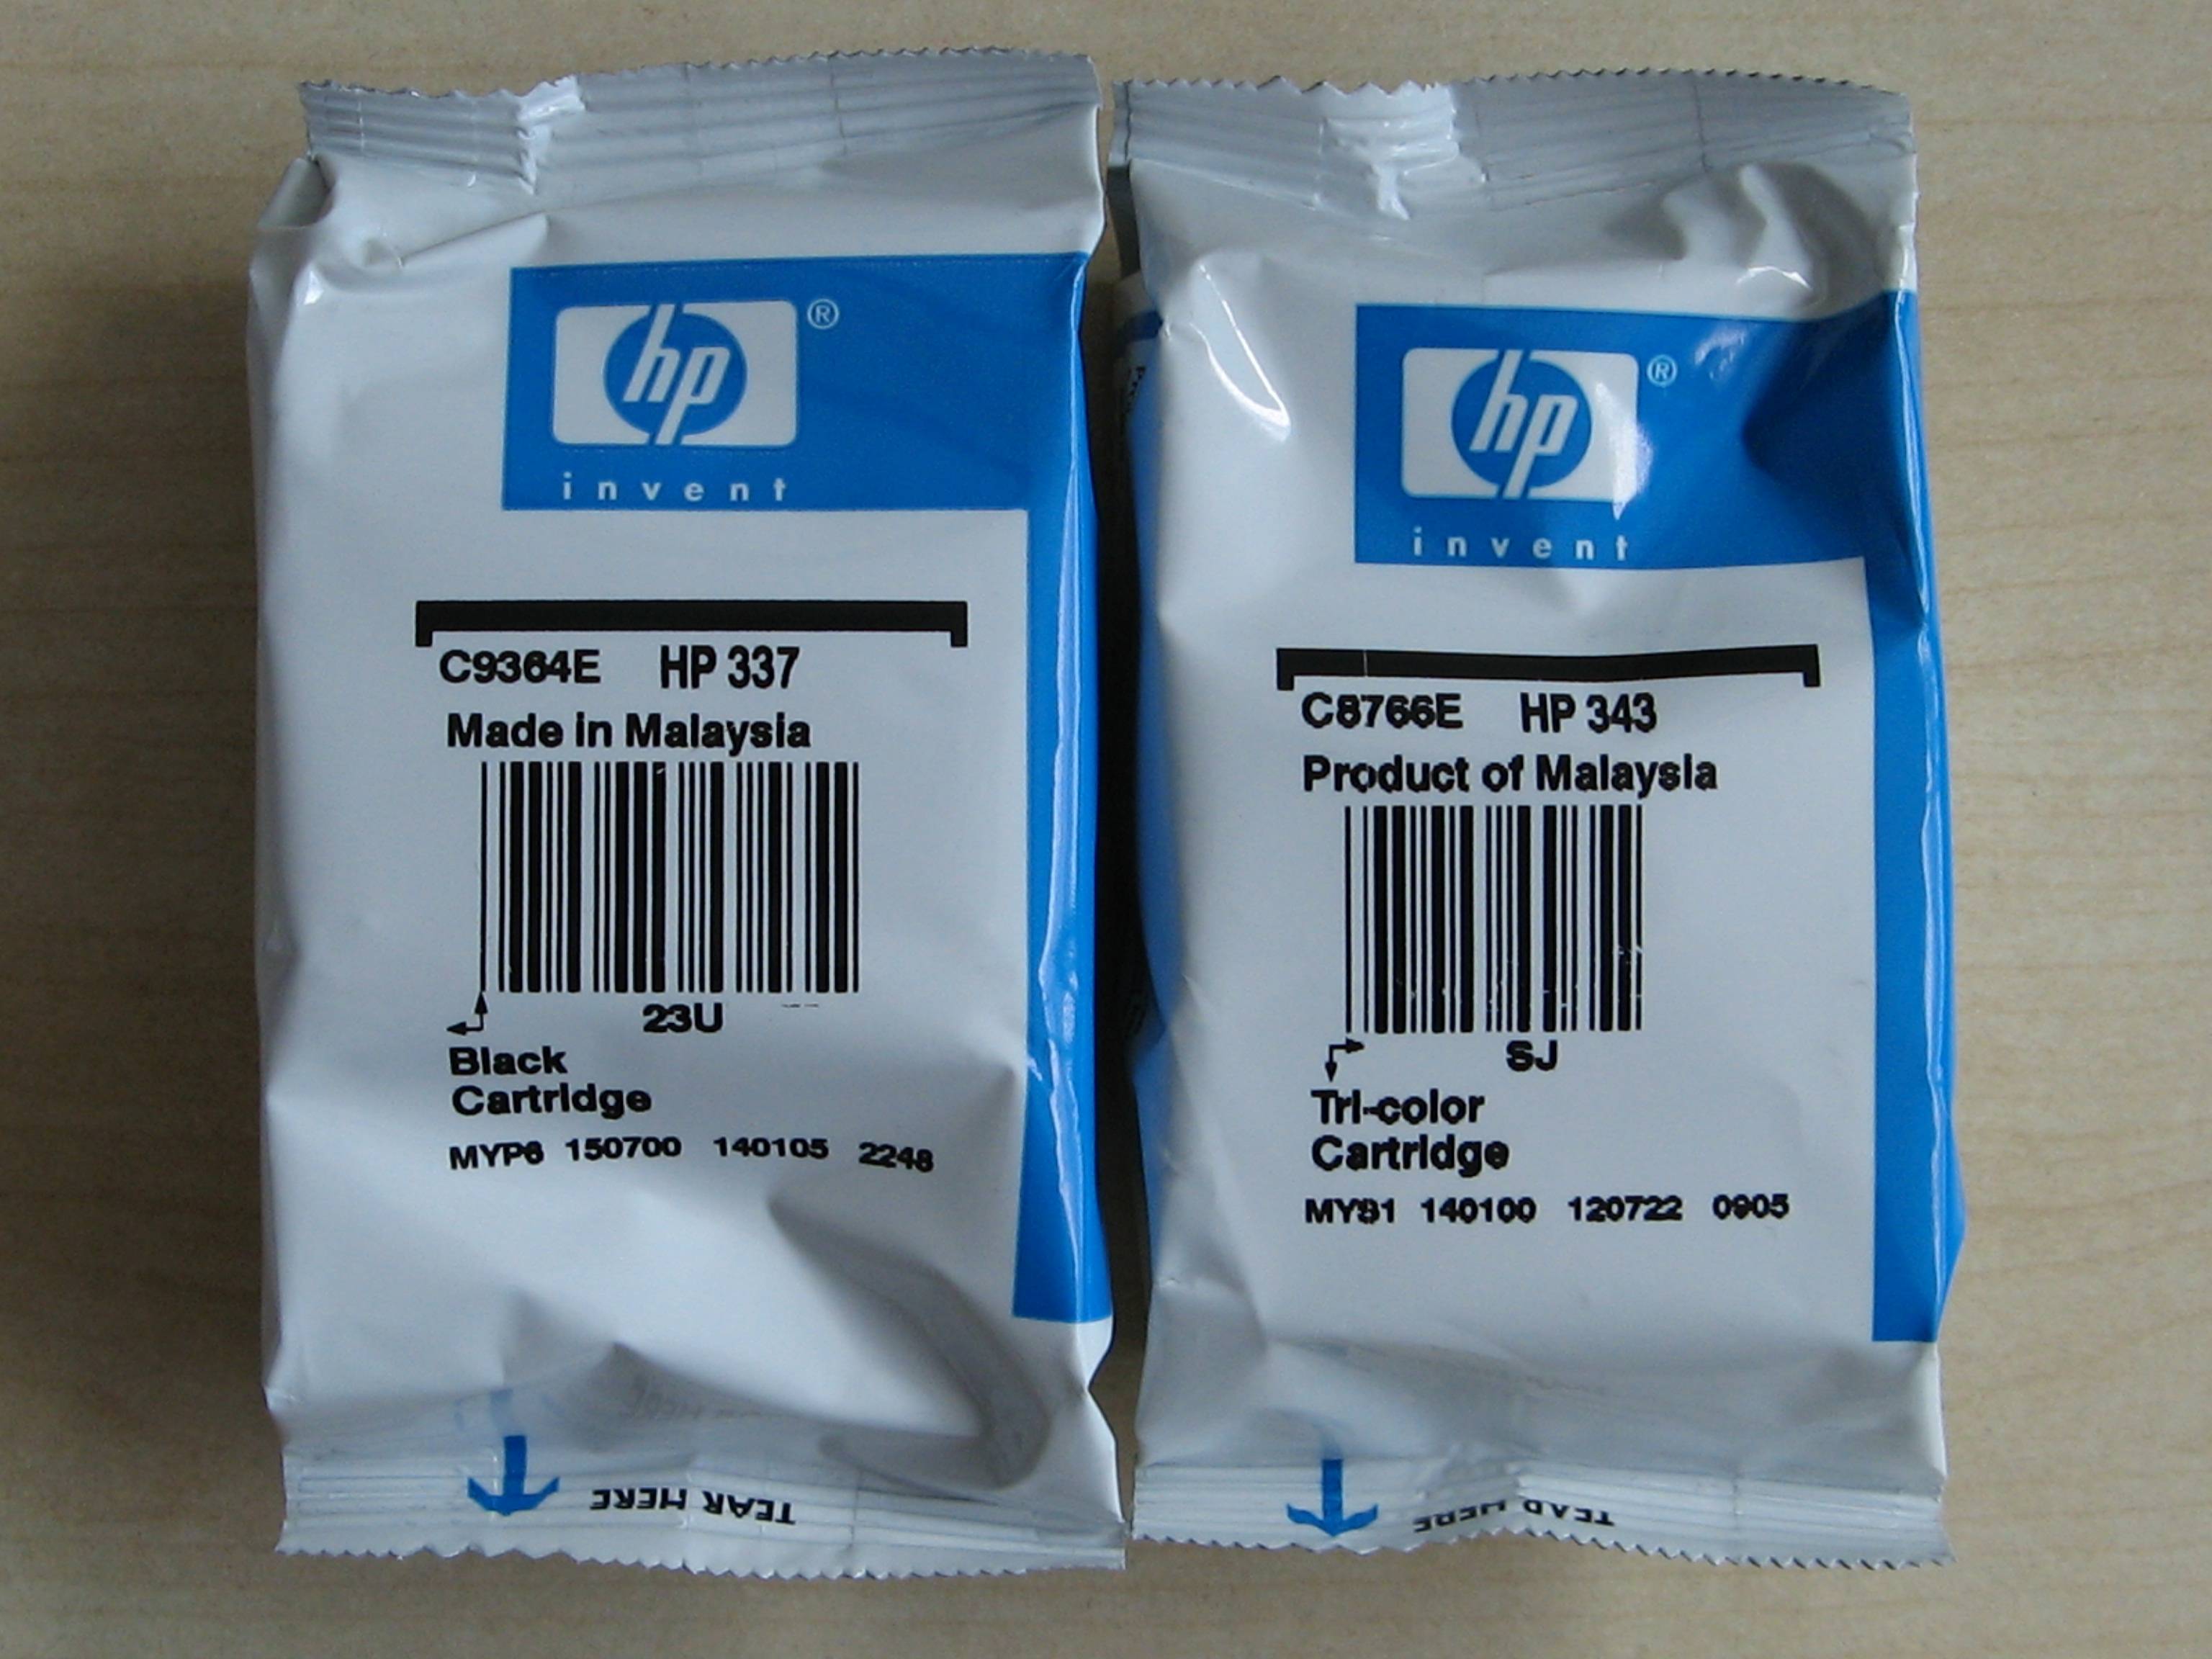 hp®
invent
C9364E HP 337
Made in Malaysia
23U
Black
Cartridge
MYP6 150700 140105 2248
TEAR HERE
hp®
invent
C8766E HP 343
Product of Malaysia
SJ
Tri-color
Cartridge
MYS1 140100 120722 0905
TEAR HERE